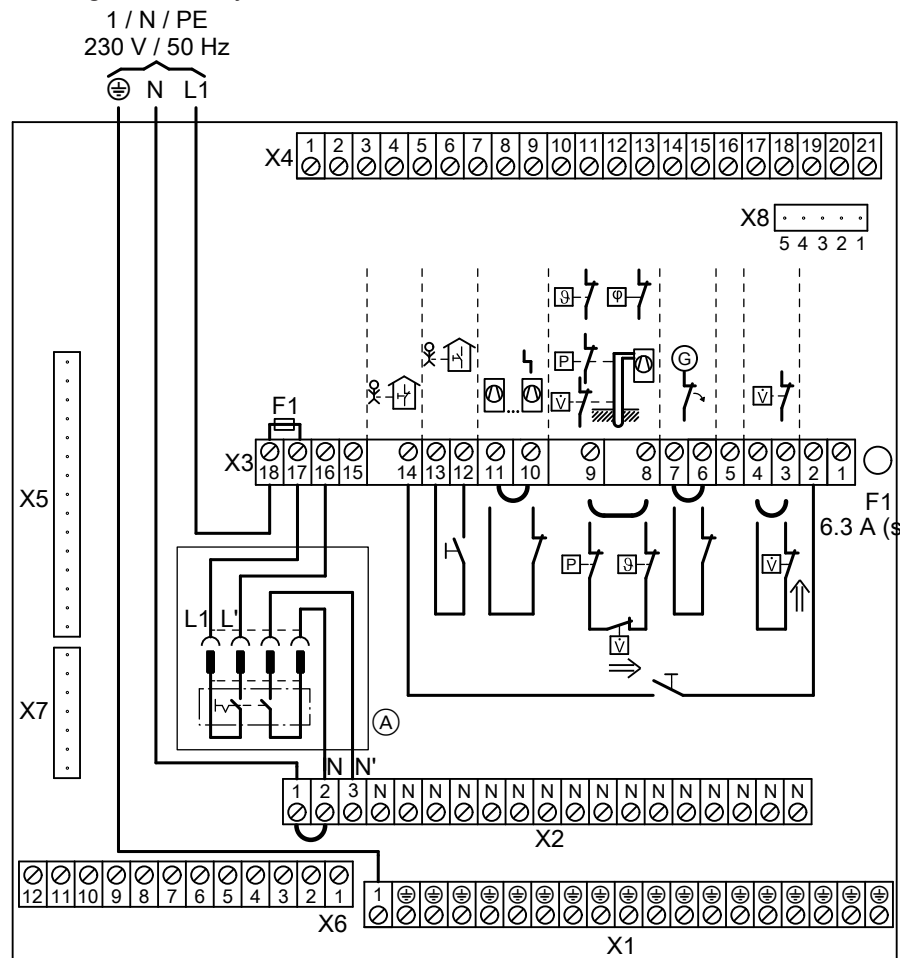 1 / N / PE
230 V / 50 Hz
N L1
X4
1 2 3 4 5 6 7 8 9 10 11 12 13 14 15 16 17 18 19 20 21
X8
5 4 3 2 1
ϑ φ
P G
V̇ V̇
F1
X3
18 17 16 15 14 13 12 11 10 9 8 7 6 5 4 3 2 1
X5
F1
6.3 A (s
P ϑ V̇
L1 L'
V̇
X7
A
N N'
1 2 3 N N N N N N N N N N N N N N N N
X2
12 11 10 9 8 7 6 5 4 3 2 1
X6
1
X1